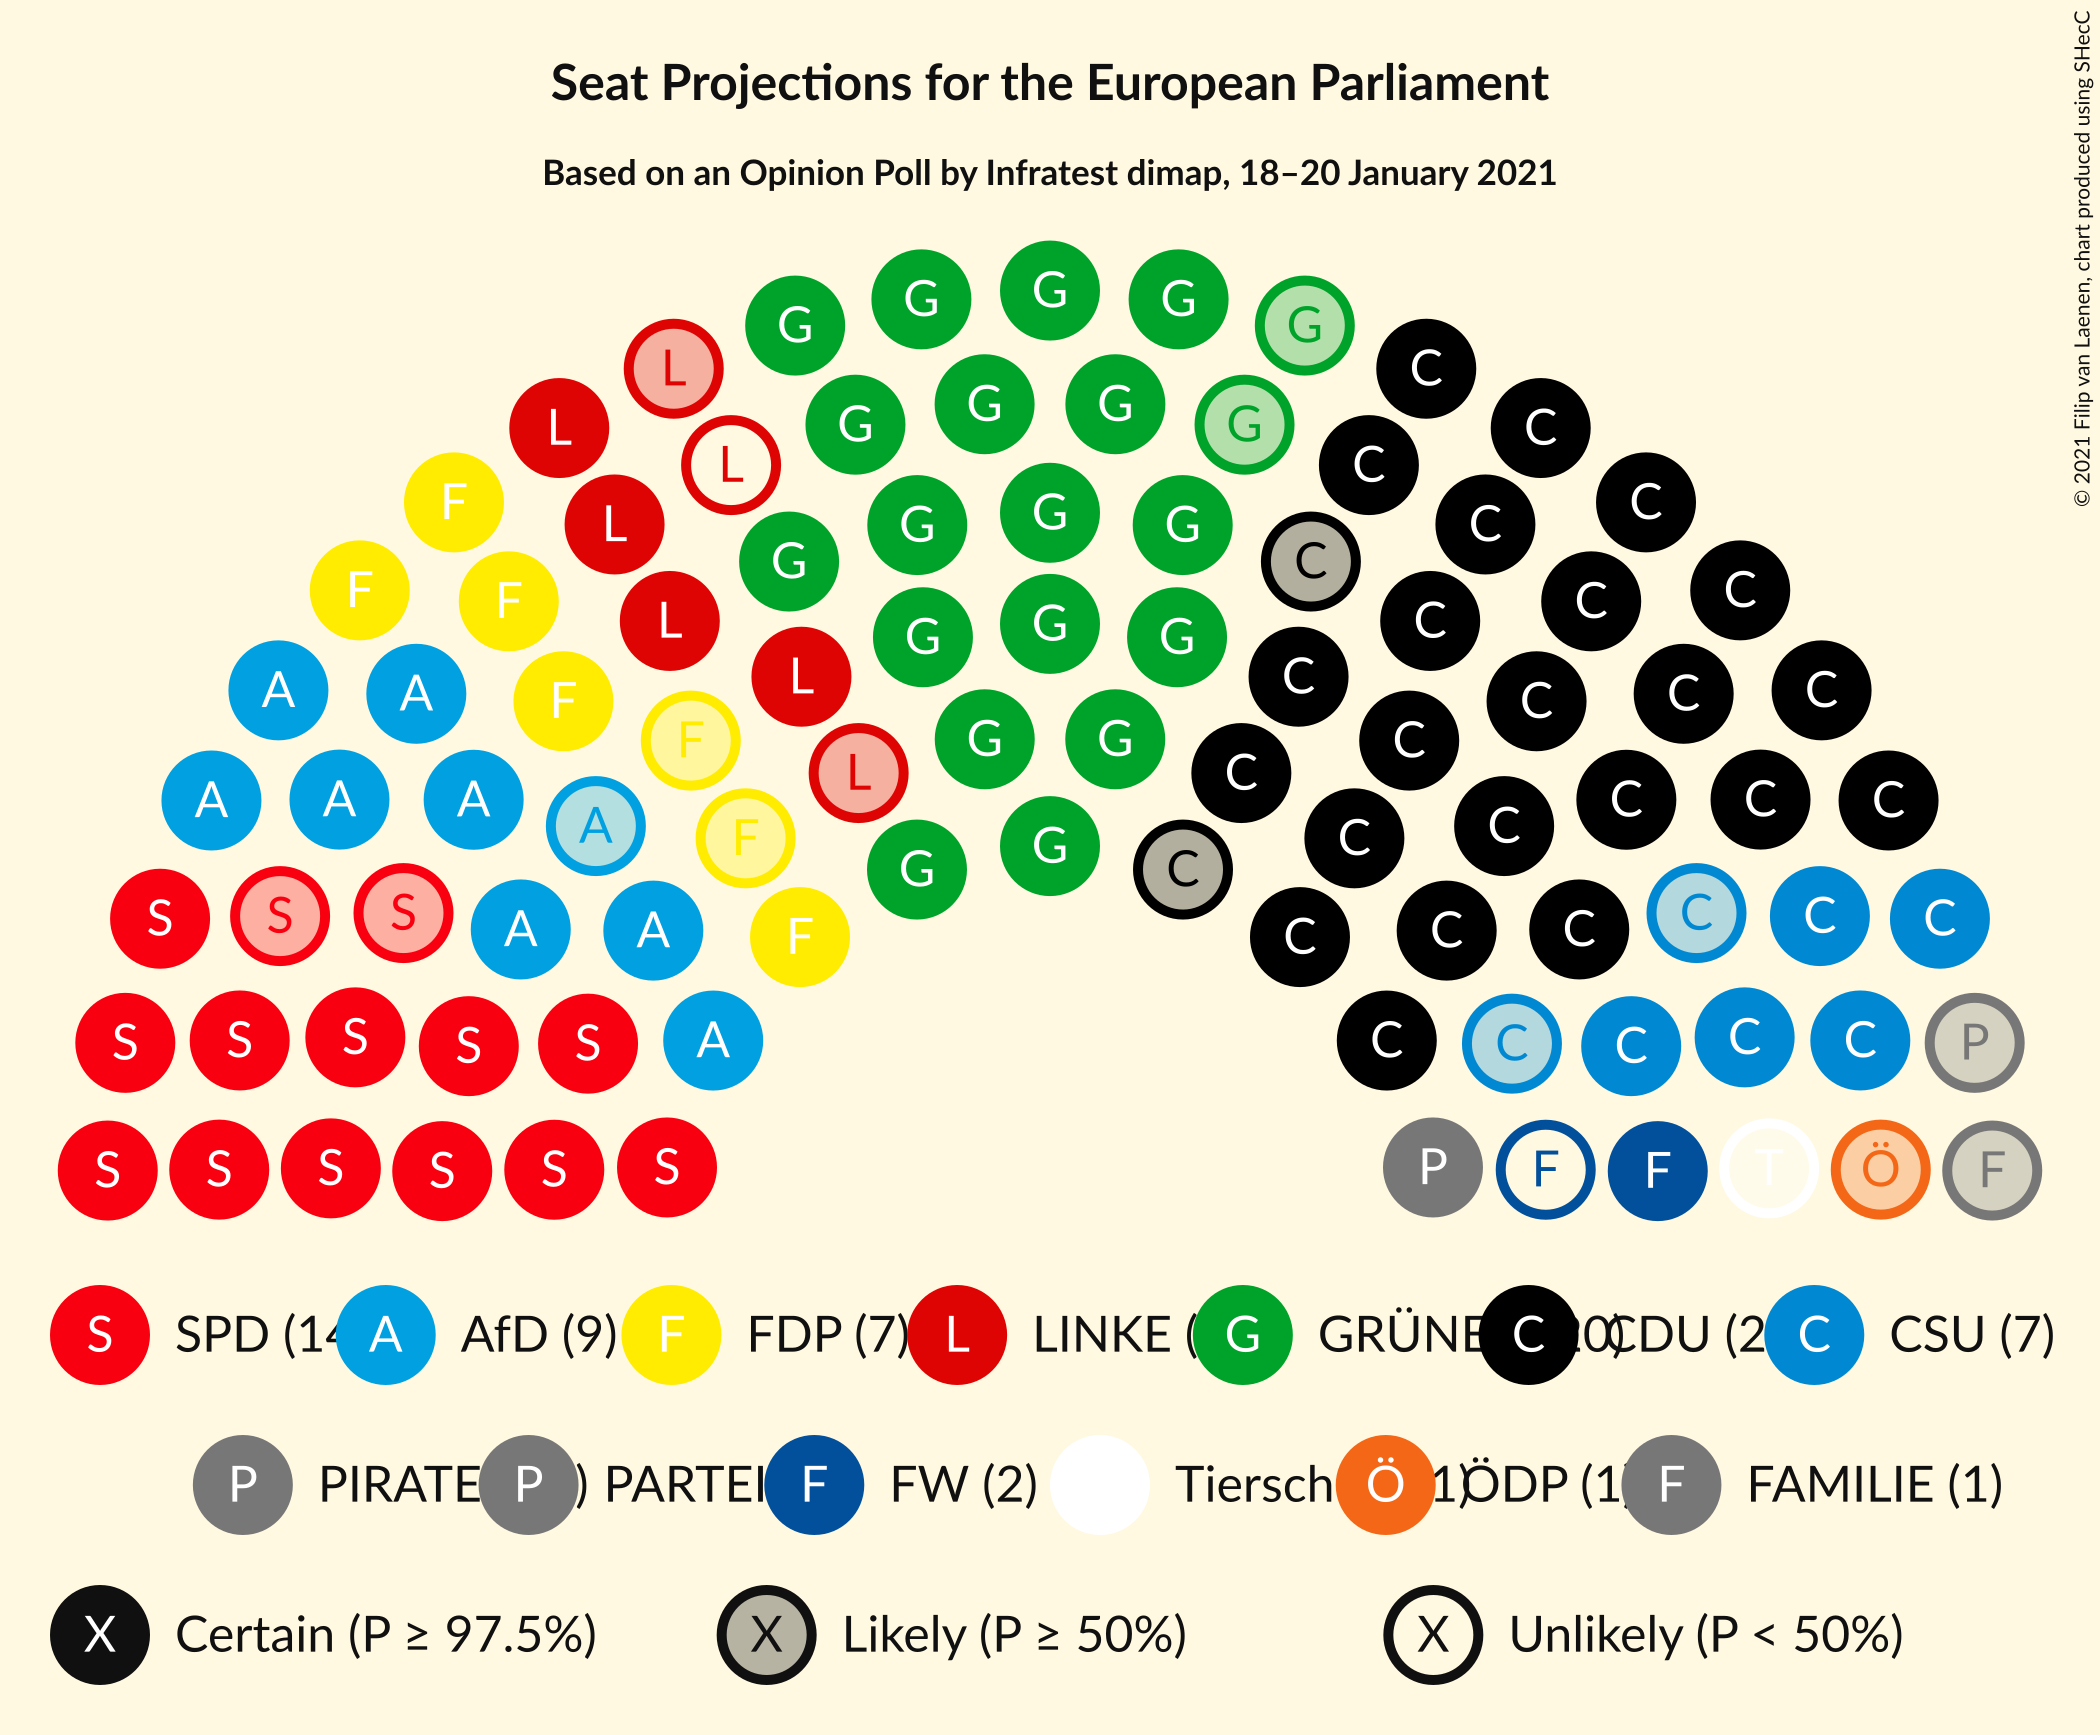 Seat Projections for the European Parliament
Based on an Opinion Poll by Infratest dimap, 18–20 January 2021
© 2021 Filip van Laenen, chart produced using SHecC
G G G G G
L G G G G C
L L G G G G C C
F L G G G C C C
F F L L G G G C C C C
A A F F L G G C C C C C
A A A A F F G G C C C C C C
S S S A A F C C C C C C
S S S S S A C C C C C P
S S S S S S P F F T Ö F
S SPD (14 A AfD (9) F FDP (7) L LINKE ( G GRÜNE C 20) CDU (2 C CSU (7)
P PIRATE P ) PARTEI F FW (2) Tiersch Ö 1) ÖDP (1) F FAMILIE (1)
X Certain (P ≥ 97.5%) X Likely (P ≥ 50%) X Unlikely (P < 50%)